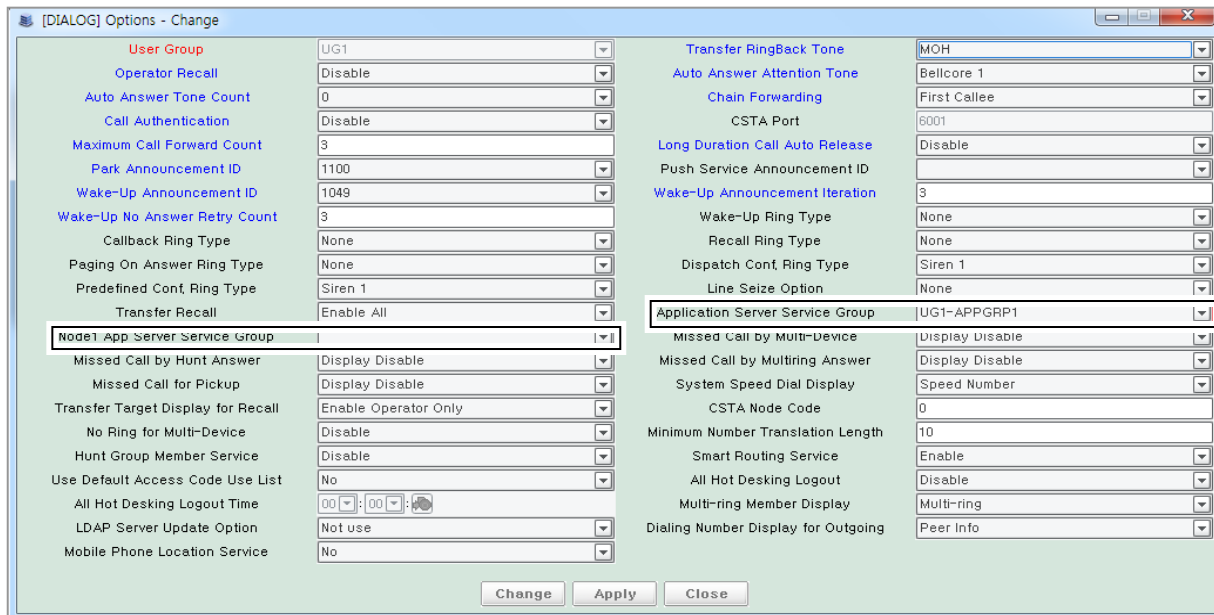 [DIALOG] Options - Change
User Group UG1 Transfer RingBack Tone MOH
Operator Recall Disable Auto Answer Attention Tone Bellcore 1
Auto Answer Tone Count 0 Chain Forwarding First Callee
Call Authentication Disable CSTA Port 6001
Maximum Call Forward Count 3 Long Duration Call Auto Release Disable
Park Announcement ID 1100 Push Service Announcement ID
Wake-Up Announcement ID 1049 Wake-Up Announcement Iteration 3
Wake-Up No Answer Retry Count 3 Wake-Up Ring Type None
Callback Ring Type None Recall Ring Type None
Paging On Answer Ring Type None Dispatch Conf, Ring Type Siren 1
Predefined Conf, Ring Type Siren 1 Line Seize Option None
Transfer Recall Enable All Application Server Service Group UG1-APPGRP1
Node1 App Server Service Group Missed Call by Multi-Device Display Disable
Missed Call by Hunt Answer Display Disable Missed Call by Multiring Answer Display Disable
Missed Call for Pickup Display Disable System Speed Dial Display Speed Number
Transfer Target Display for Recall Enable Operator Only CSTA Node Code 0
No Ring for Multi-Device Disable Minimum Number Translation Length 10
Hunt Group Member Service Disable Smart Routing Service Enable
Use Default Access Code Use List No All Hot Desking Logout Disable
All Hot Desking Logout Time 00 : 00 : Multi-ring Member Display Multi-ring
LDAP Server Update Option Not use Dialing Number Display for Outgoing Peer Info
Mobile Phone Location Service No
Change Apply Close